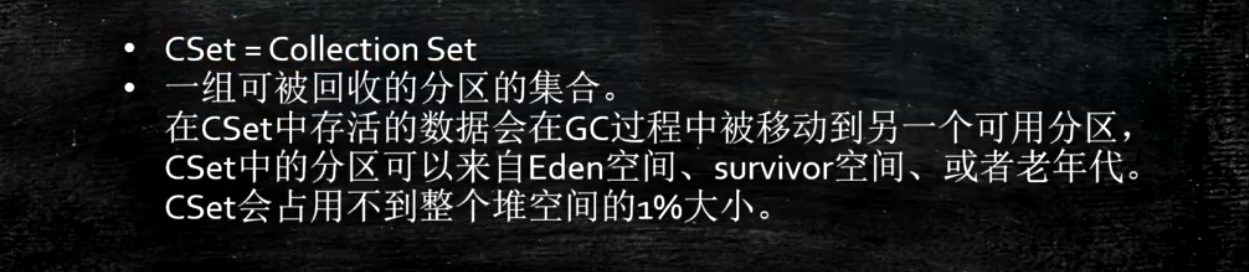 • CSet = Collection Set
• 一组可被回收的分区的集合。
在CSet中存活的数据会在GC过程中被移动到另一个可用分区，
CSet中的分区可以来自Eden空间、survivor空间、或者老年代。
CSet会占用不到整个堆空间的1%大小。